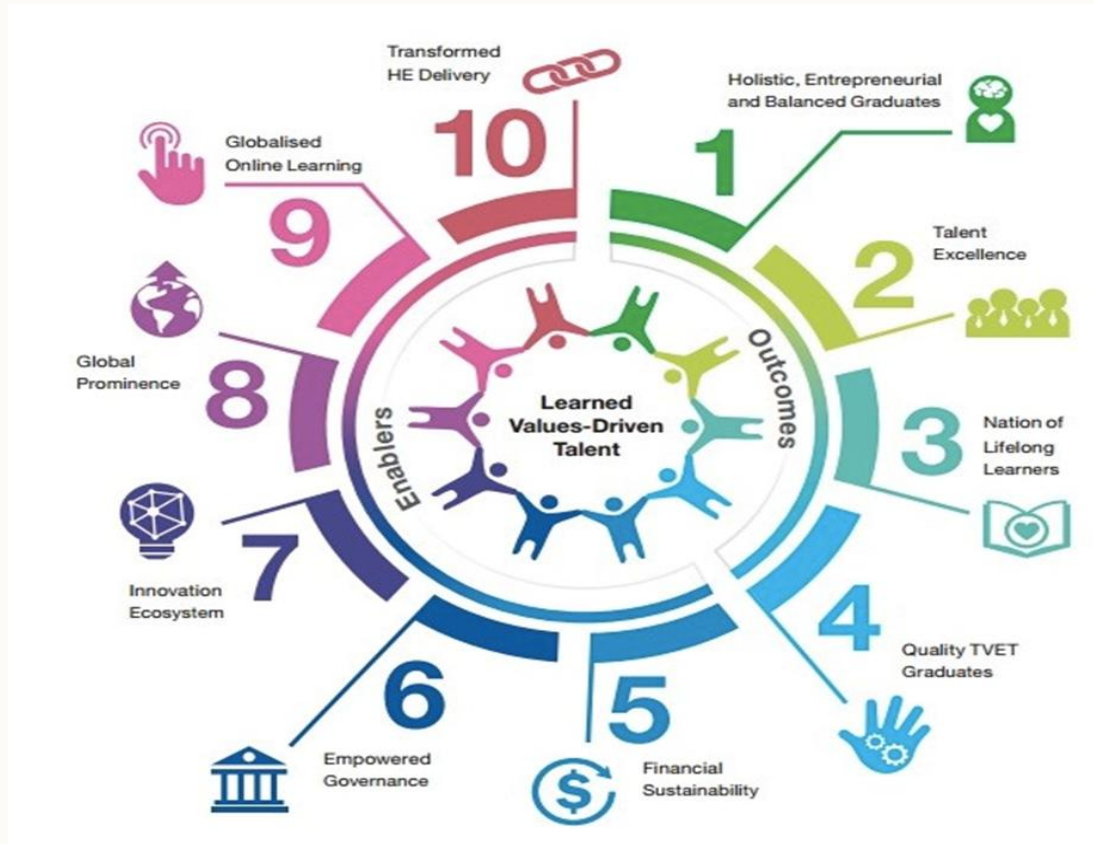 Transformed
HE Delivery
10
Holistic, Entrepreneurial
and Balanced Graduates
1
Globalised
Online Learning
9
Talent
Excellence
2
Global
Prominence
8
Nation of
Lifelong
Learners
3
Outcomes
Enablers
Learned
Values-Driven
Talent
Innovation
Ecosystem
7
4
Quality TVET
Graduates
6
Empowered
Governance
5
$
Financial
Sustainability